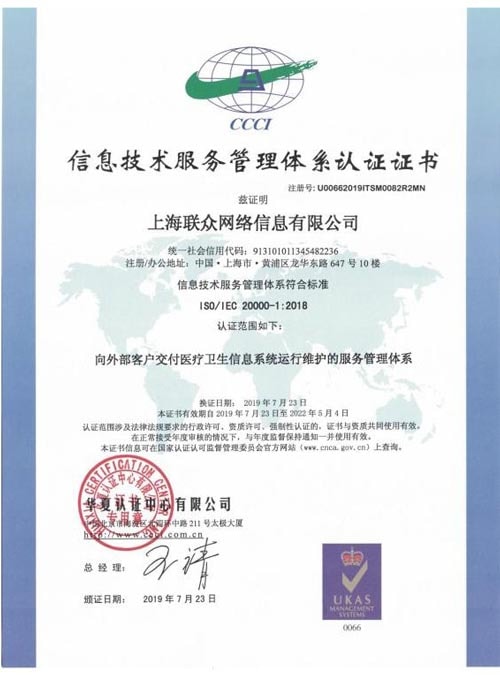 CCCI
信息技术服务管理体系认证证书
注册号: U00662019ITSM0082R2MN
兹证明
上海联众网络信息有限公司
统一社会信用代码: 913101011345482236
注册/办公地址: 中国·上海市·黄浦区龙华东路 647 号 10 楼
信息技术服务管理体系符合标准
ISO/IEC 20000-1:2018
认证范围如下:
向外部客户交付医疗卫生信息系统运行维护的服务管理体系
换证日期: 2019 年 7 月 23 日
本证书有效期自 2019 年 7 月 23 日至 2022 年 5 月 4 日
认证范围涉及法律法规要求的行政许可、资质许可、强制性认证的, 证书与资质共同使用有效。
在正常接受年度审核的情况下, 与年度监督保持通知一并使用有效。
本证书信息可在国家认证认可监督管理委员会官方网站 (www.cnca.gov.cn) 上查询。
证书
专用章
华夏认证中心有限公司
中国北京市海淀区北四环中路 211 号太极大厦
http://www.ccci.com.cn
总 经 理:
颁证日期: 2019 年 7 月 23 日
UKAS
MANAGEMENT
SYSTEMS
0066